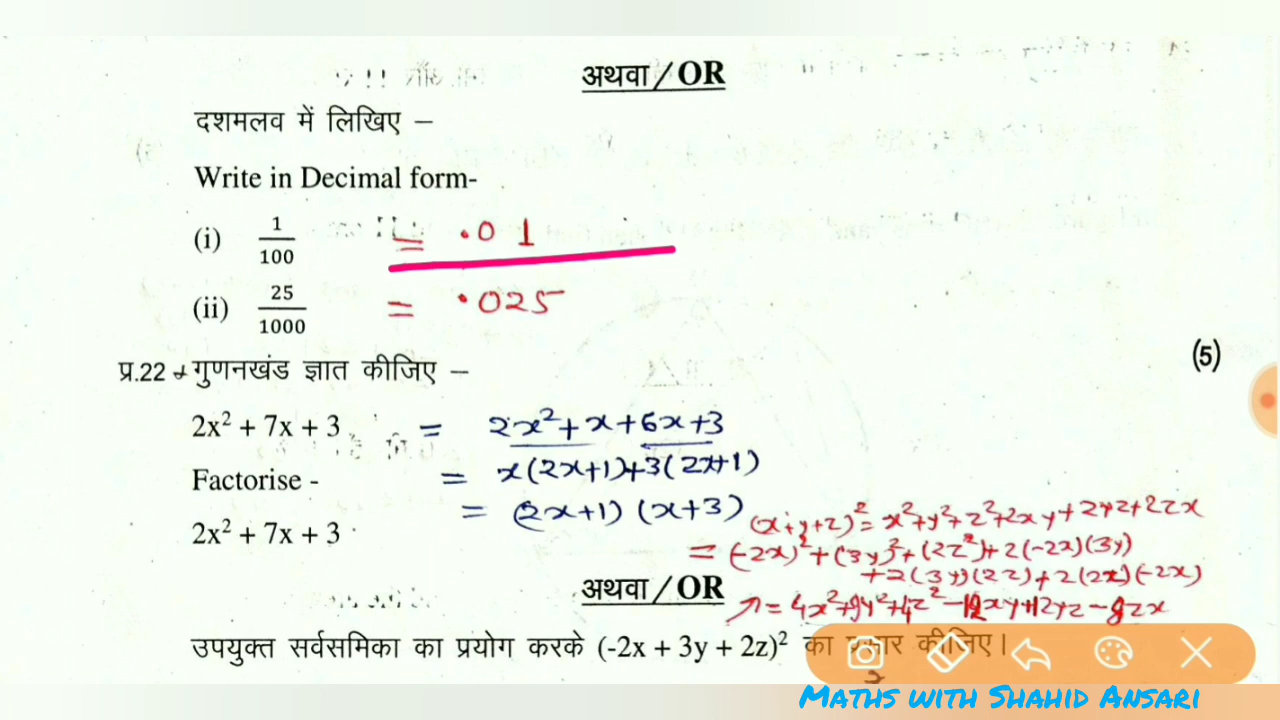 अथवा / OR
दशमलव में लिखिए –
Write in Decimal form-
(i) 1/100 = .01
(ii) 25/1000 = .025
(5)
प्र.22 गुणनखंड ज्ञात कीजिए –
2x² + 7x + 3 = 2x²+x+6x+3
Factorise - = x(2x+1)+3(2x+1)
= (2x+1) (x+3)
2x² + 7x + 3
(x+y+z)² = x²+y²+z²+2xy+2yz+2zx
= (-2x)²+(3y)²+(2z²)+2(-2x)(3y)
+2(3y)(2z)+2(2z)(-2x)
= 4x²+9y²+4z²-12xy+12yz-8zx
अथवा / OR
उपयुक्त सर्वसमिका का प्रयोग करके (-2x + 3y + 2z)² का कीजिए।
Maths with Shahid Ansari